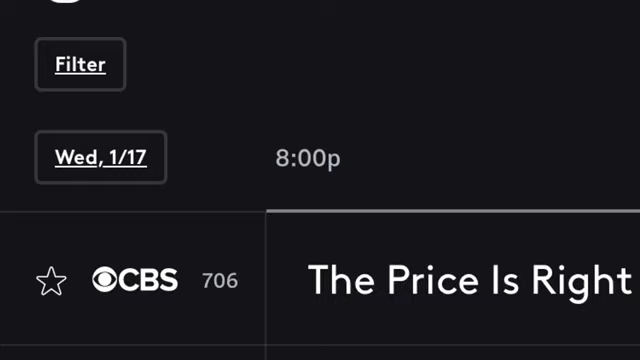 Filter
Wed, 1/17
8:00p
CBS 706
The Price Is Right